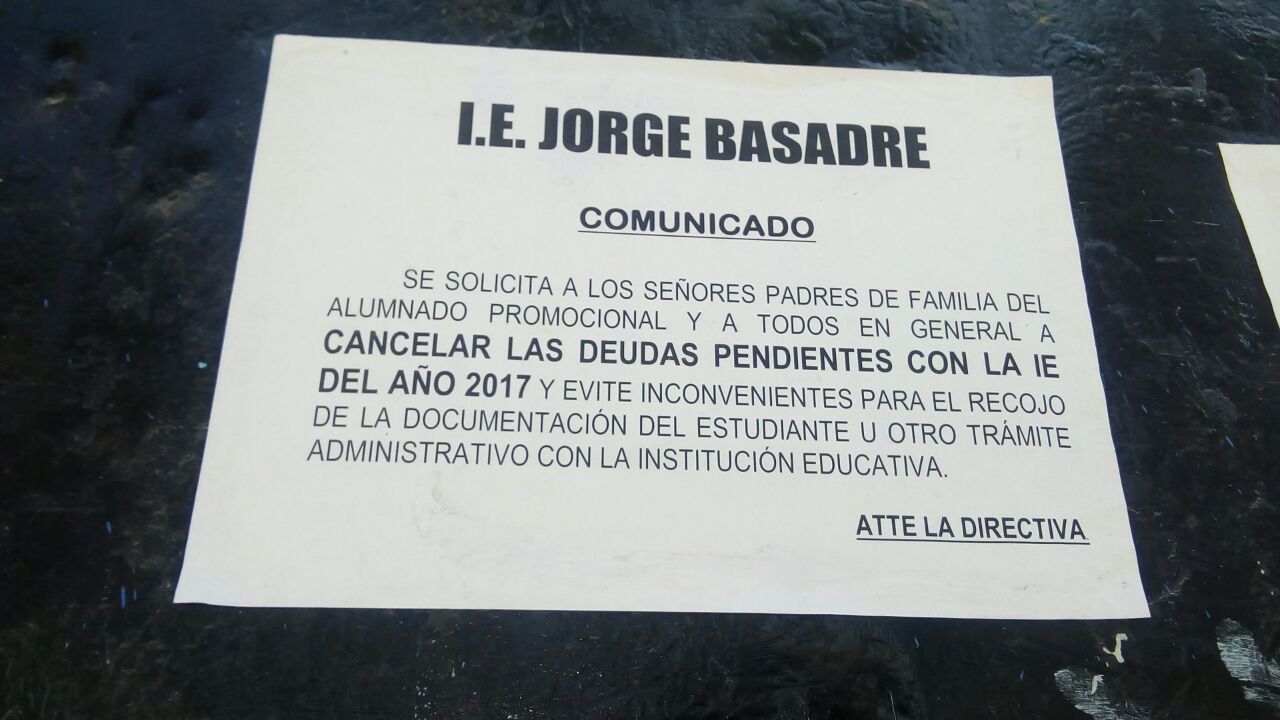 I.E. JORGE BASADRE
COMUNICADO
SE SOLICITA A LOS SEÑORES PADRES DE FAMILIA DEL
ALUMNADO PROMOCIONAL Y A TODOS EN GENERAL A
CANCELAR LAS DEUDAS PENDIENTES CON LA IE
DEL AÑO 2017 Y EVITE INCONVENIENTES PARA EL RECOJO
DE LA DOCUMENTACIÓN DEL ESTUDIANTE U OTRO TRÁMITE
ADMINISTRATIVO CON LA INSTITUCIÓN EDUCATIVA.
ATTE LA DIRECTIVA